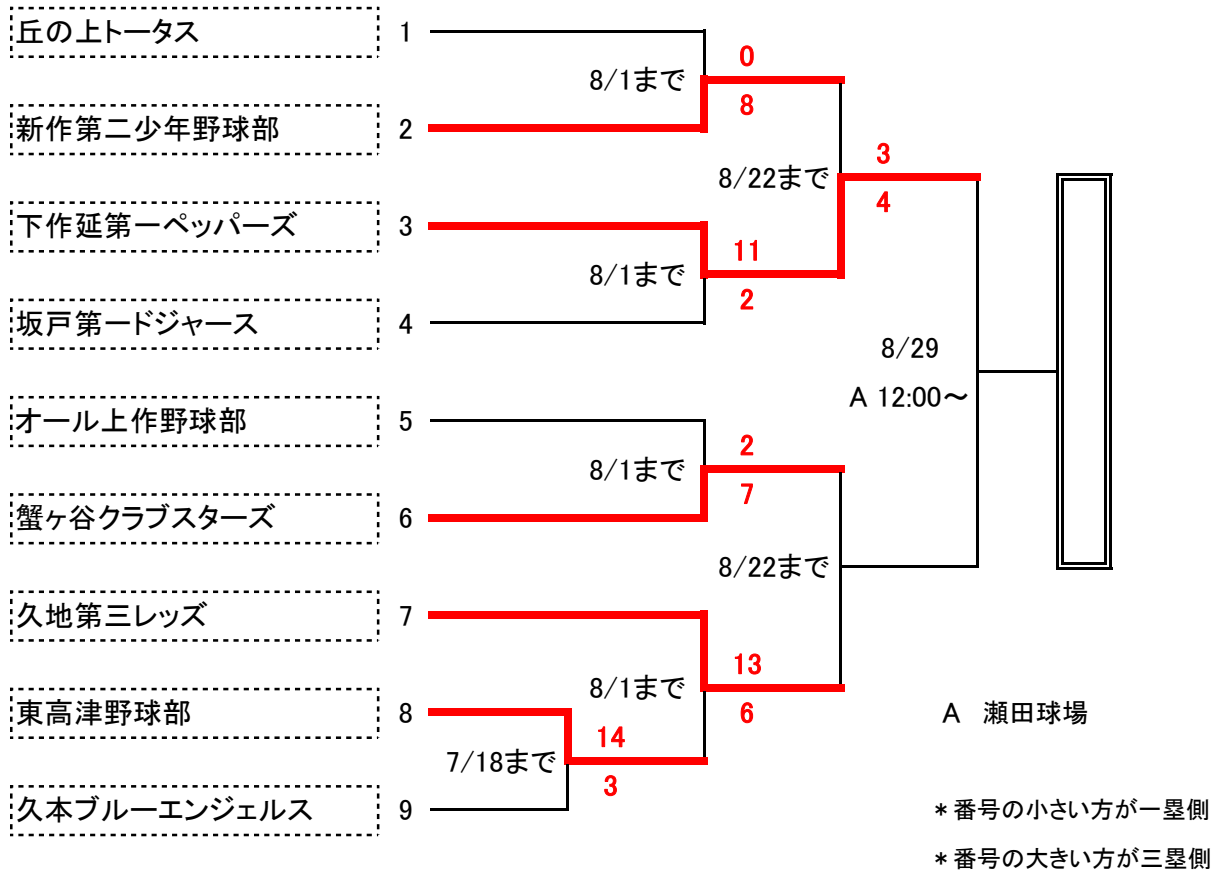 丘の上トータス 1
0
8/1まで
8
新作第二少年野球部 2
3
8/22まで
4
下作延第一ペッパーズ 3
11
8/1まで
2
坂戸第一ドジャース 4
8/29
A 12:00～
オール上作野球部 5
2
8/1まで
7
蟹ヶ谷クラブスターズ 6
8/22まで
久地第三レッズ 7
13
8/1まで
6
東高津野球部 8
14
7/18まで
3
久本ブルーエンジェルス 9
A 瀬田球場
＊番号の小さい方が一塁側
＊番号の大きい方が三塁側